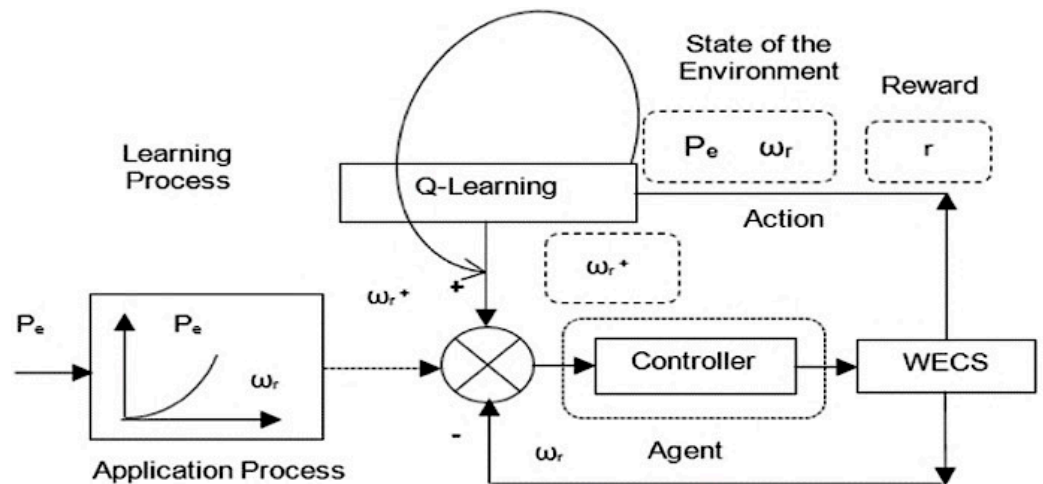 State of the
Environment
Reward
Learning
Process
Pₑ ωᵣ
r
Q-Learning
Action
ωᵣ⁺
ωᵣ⁺
+
Pₑ
Pₑ
ωᵣ
Controller
WECS
-
ωᵣ
Agent
Application Process